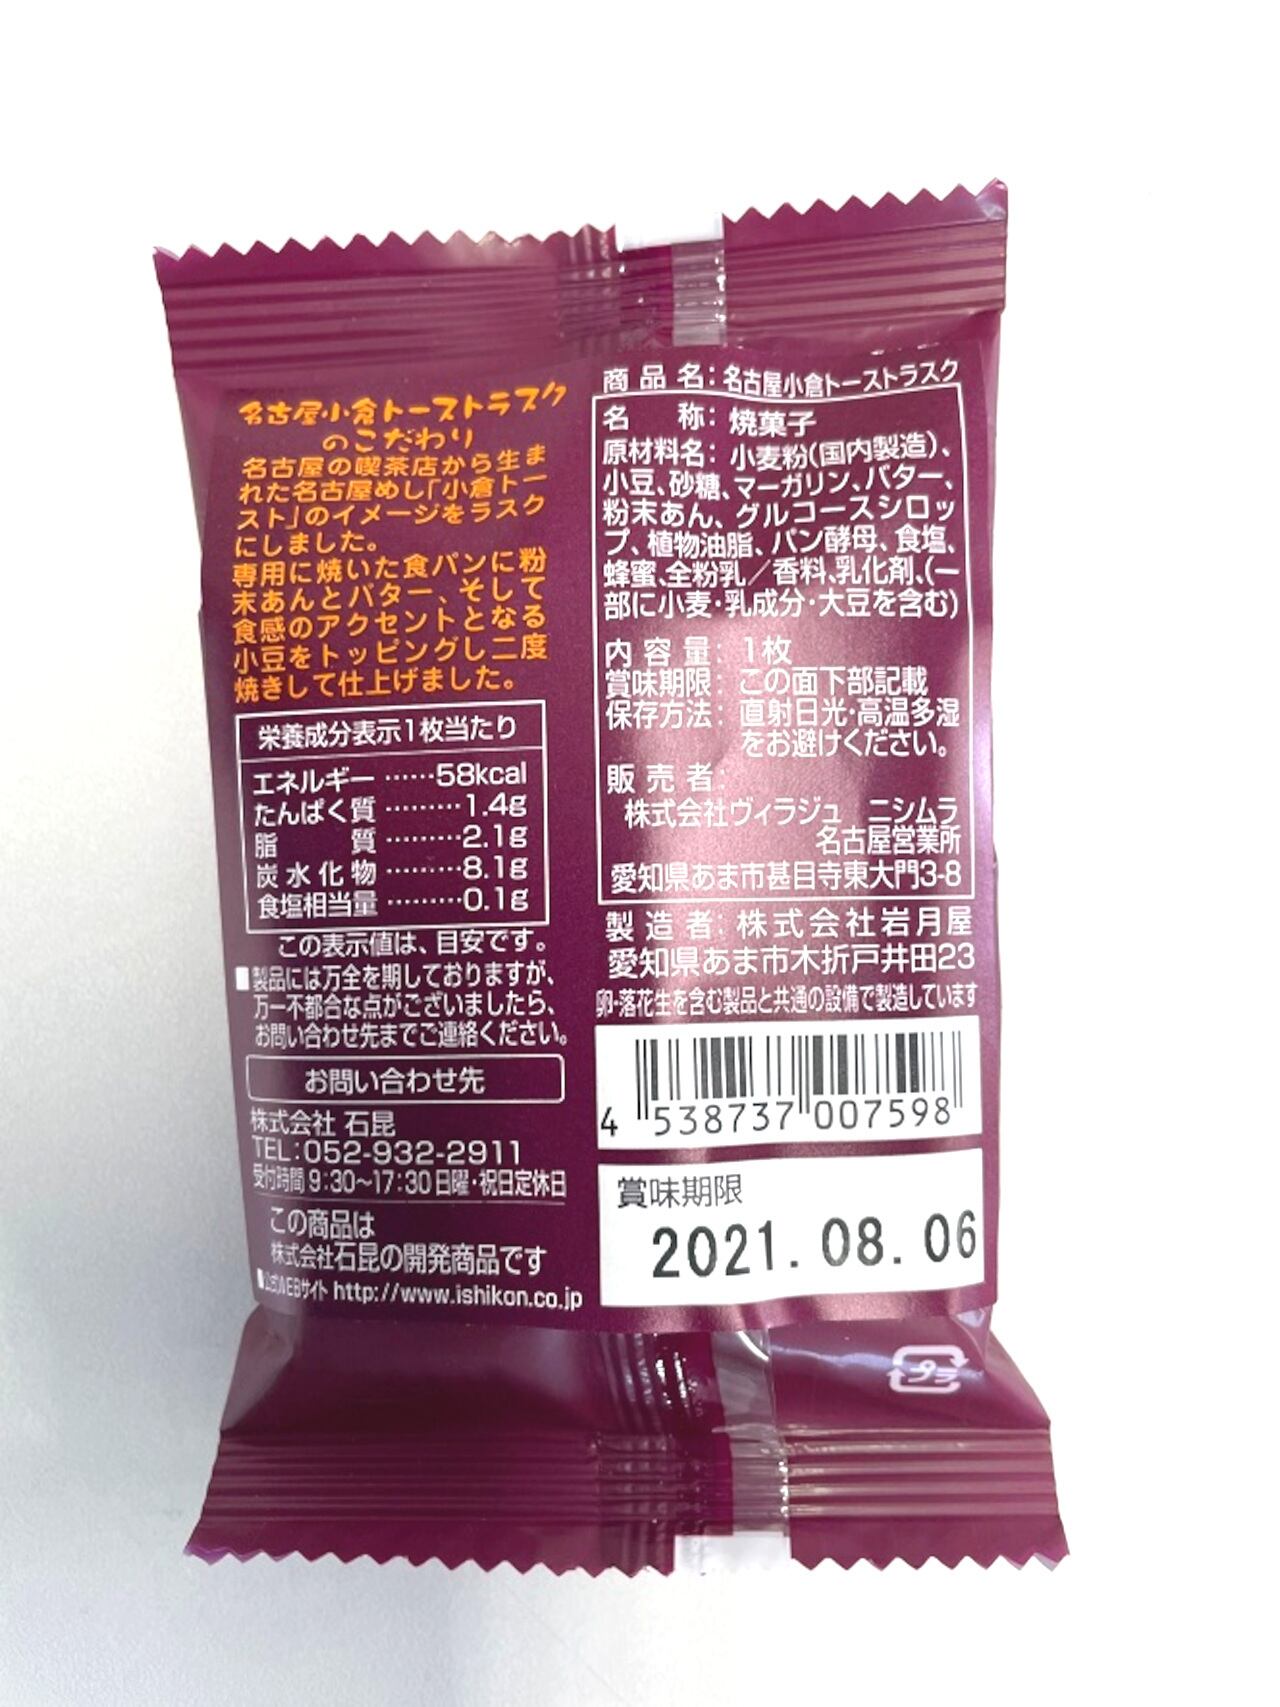 名古屋小倉トーストラスク
のこだわり
名古屋の喫茶店から生ま
れた名古屋めし「小倉トー
スト」のイメージをラスク
にしました。
専用に焼いた食パンに粉
末あんとバター、そして
食感のアクセントとなる
小豆をトッピングし二度
焼きして仕上げました。
栄養成分表示1枚当たり
エネルギー ……58kcal
たんぱく質 ………1.4g
脂　　質 ………2.1g
炭水化物 ………8.1g
食塩相当量 ………0.1g
この表示値は、目安です。
■製品には万全を期しておりますが、
万一不都合な点がございましたら、
お問い合わせ先までご連絡ください。
お問い合わせ先
株式会社 石昆
TEL:052-932-2911
受付時間 9:30～17:30 日曜・祝日定休日
この商品は
株式会社石昆の開発商品です
■公式WEBサイト http://www.ishikon.co.jp
商品名：名古屋小倉トーストラスク
名　　称：焼菓子
原材料名：小麦粉(国内製造)、
小豆、砂糖、マーガリン、バター、
粉末あん、グルコースシロッ
プ、植物油脂、パン酵母、食塩、
蜂蜜、全粉乳／香料、乳化剤、(一
部に小麦・乳成分・大豆を含む)
内容量：1枚
賞味期限：この面下部記載
保存方法：直射日光・高温多湿
をお避けください。
販売者：
株式会社ヴィラジュ　ニシムラ
名古屋営業所
愛知県あま市甚目寺東大門3-8
製造者：株式会社岩月屋
愛知県あま市木折戸井田23
卵・落花生を含む製品と共通の設備で製造しています
4 538737 007598
賞味期限
2021.08.06
プラ